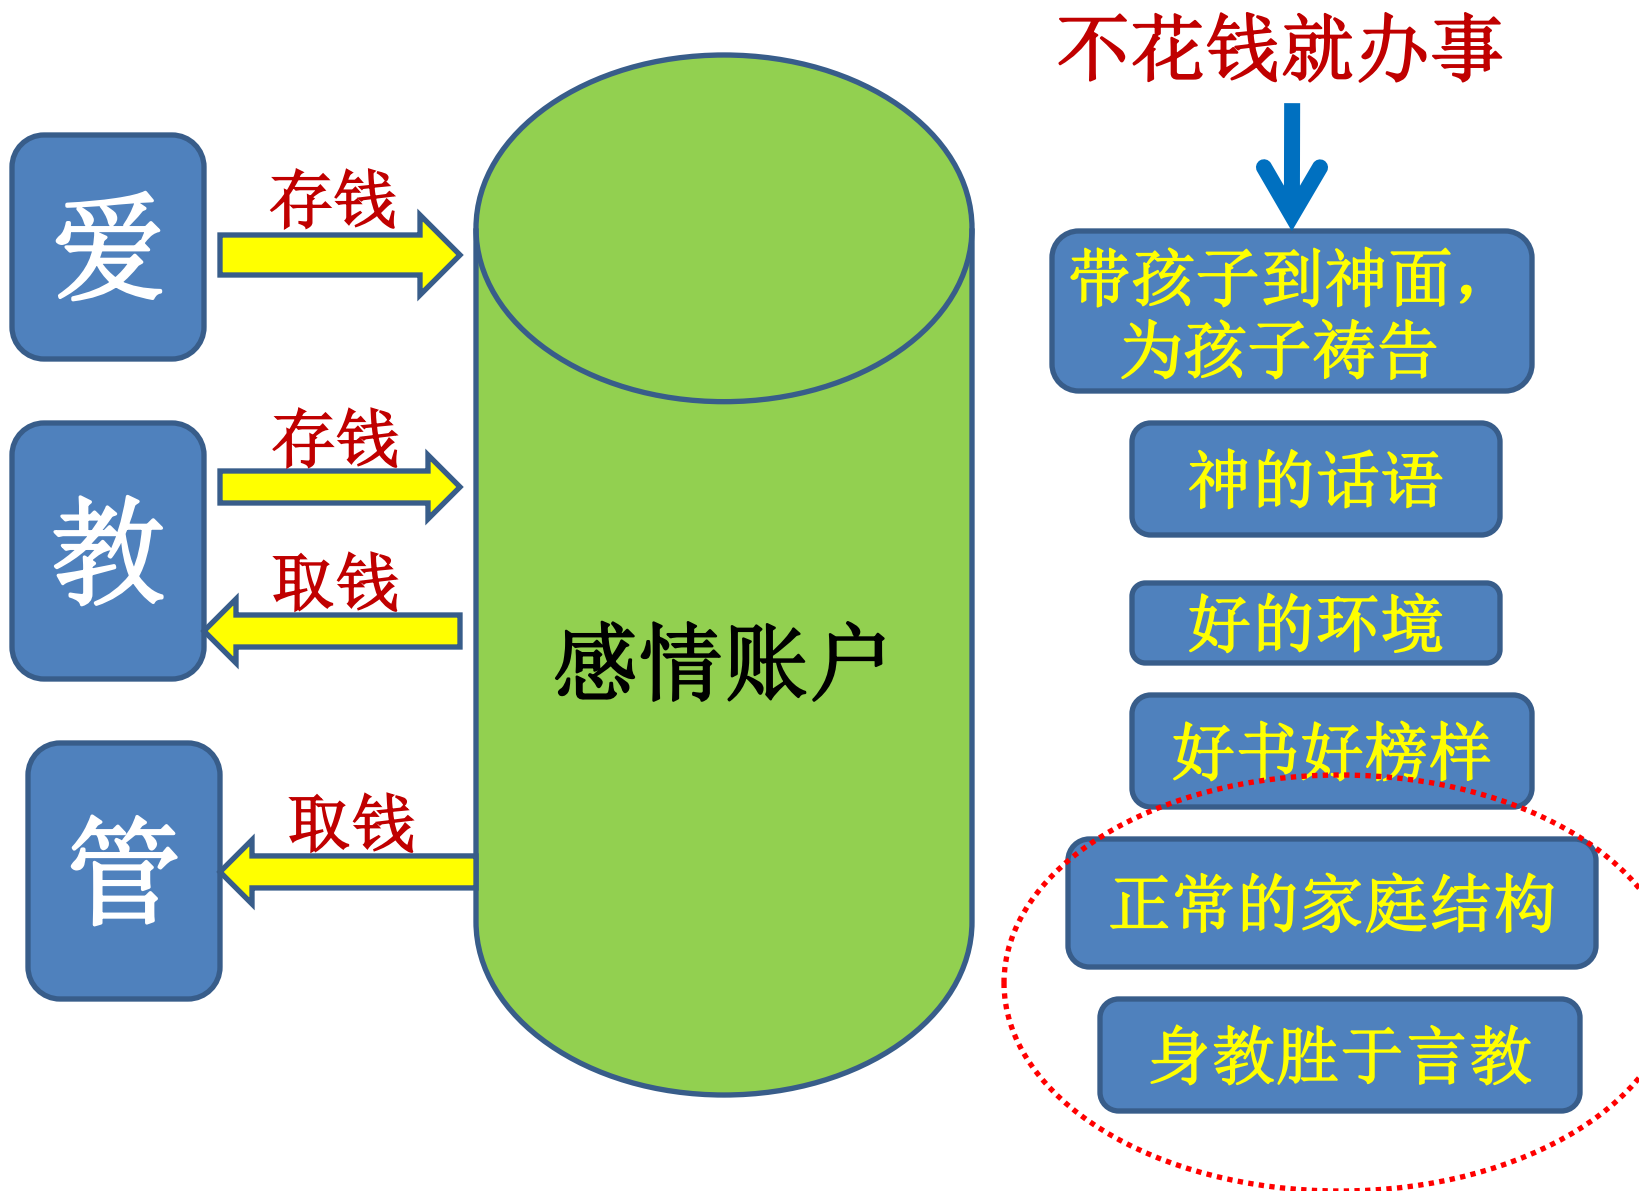 不花钱就办事
爱
存钱
教
存钱
取钱
管
取钱
感情账户
带孩子到神面，
为孩子祷告
神的话语
好的环境
好书好榜样
正常的家庭结构
身教胜于言教